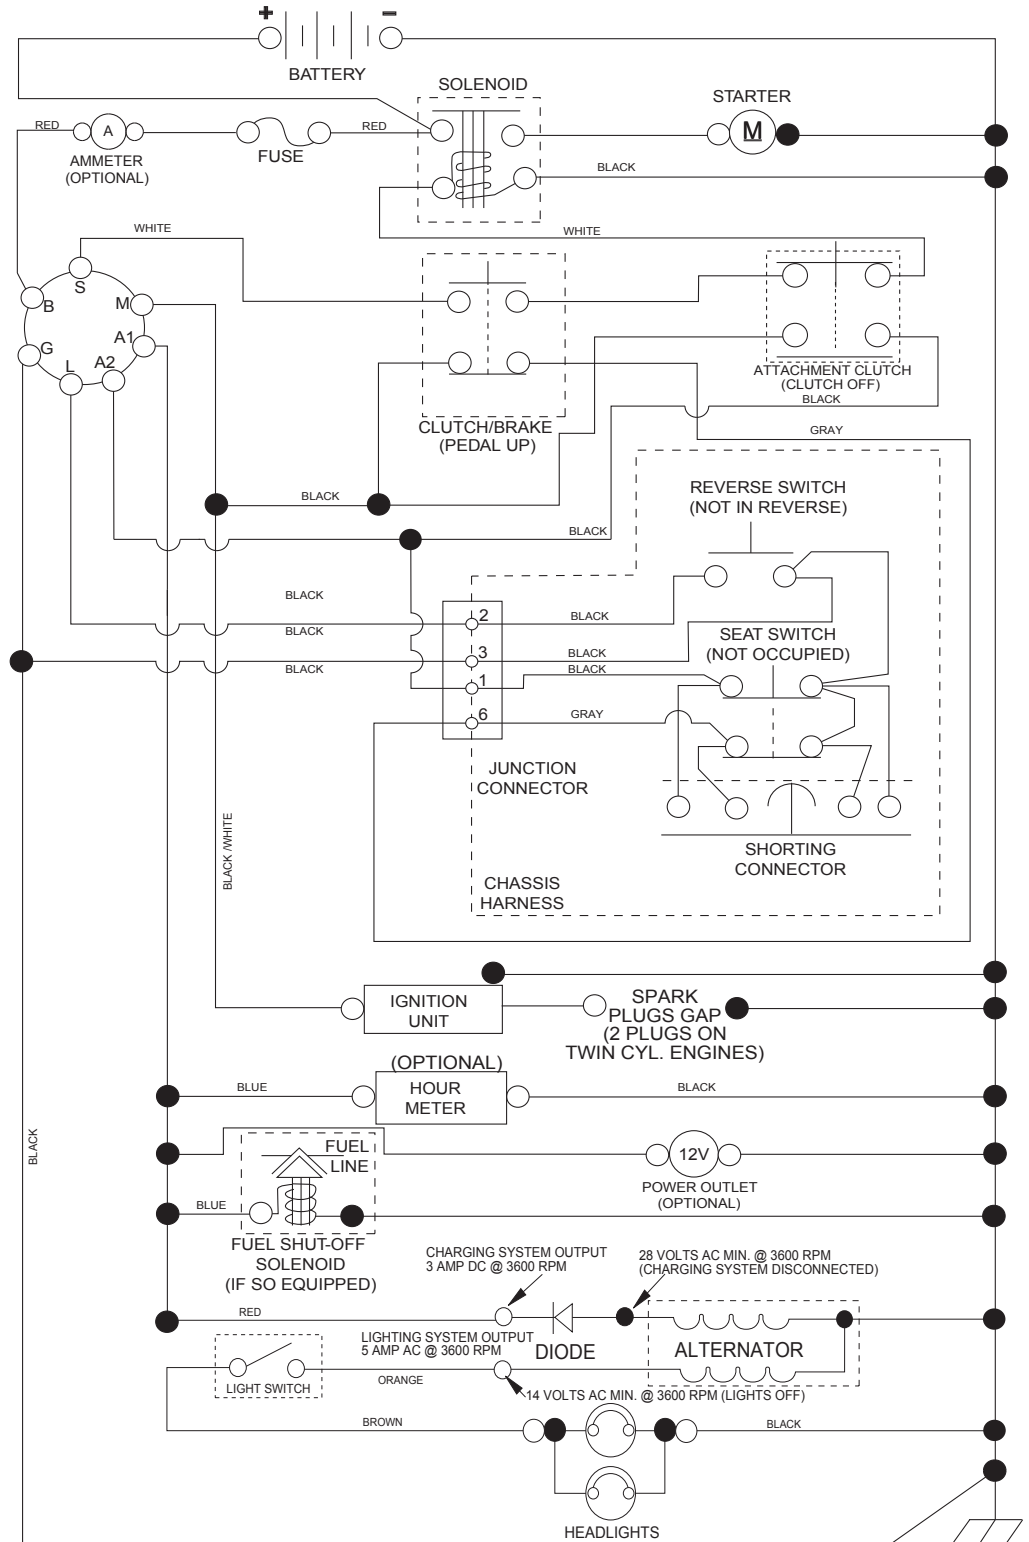 + -
BATTERY
SOLENOID
STARTER
M
RED
A
AMMETER
(OPTIONAL)
FUSE
RED
BLACK
WHITE
WHITE
S
B
M
G
A1
L
A2
ATTACHMENT CLUTCH
(CLUTCH OFF)
BLACK
CLUTCH/BRAKE
(PEDAL UP)
GRAY
REVERSE SWITCH
(NOT IN REVERSE)
BLACK
BLACK
BLACK
2
BLACK
BLACK
SEAT SWITCH
(NOT OCCUPIED)
3
BLACK
BLACK
BLACK
1
6
GRAY
JUNCTION
CONNECTOR
SHORTING
CONNECTOR
CHASSIS
HARNESS
BLACK /WHITE
IGNITION
UNIT
SPARK
PLUGS GAP
(2 PLUGS ON
TWIN CYL. ENGINES)
(OPTIONAL)
HOUR
METER
BLUE
BLACK
BLACK
FUEL
LINE
12V
POWER OUTLET
(OPTIONAL)
BLUE
FUEL SHUT-OFF
SOLENOID
(IF SO EQUIPPED)
CHARGING SYSTEM OUTPUT
3 AMP DC @ 3600 RPM
28 VOLTS AC MIN. @ 3600 RPM
(CHARGING SYSTEM DISCONNECTED)
RED
LIGHTING SYSTEM OUTPUT
5 AMP AC @ 3600 RPM
DIODE
ALTERNATOR
LIGHT SWITCH
ORANGE
14 VOLTS AC MIN. @ 3600 RPM (LIGHTS OFF)
BROWN
BLACK
HEADLIGHTS